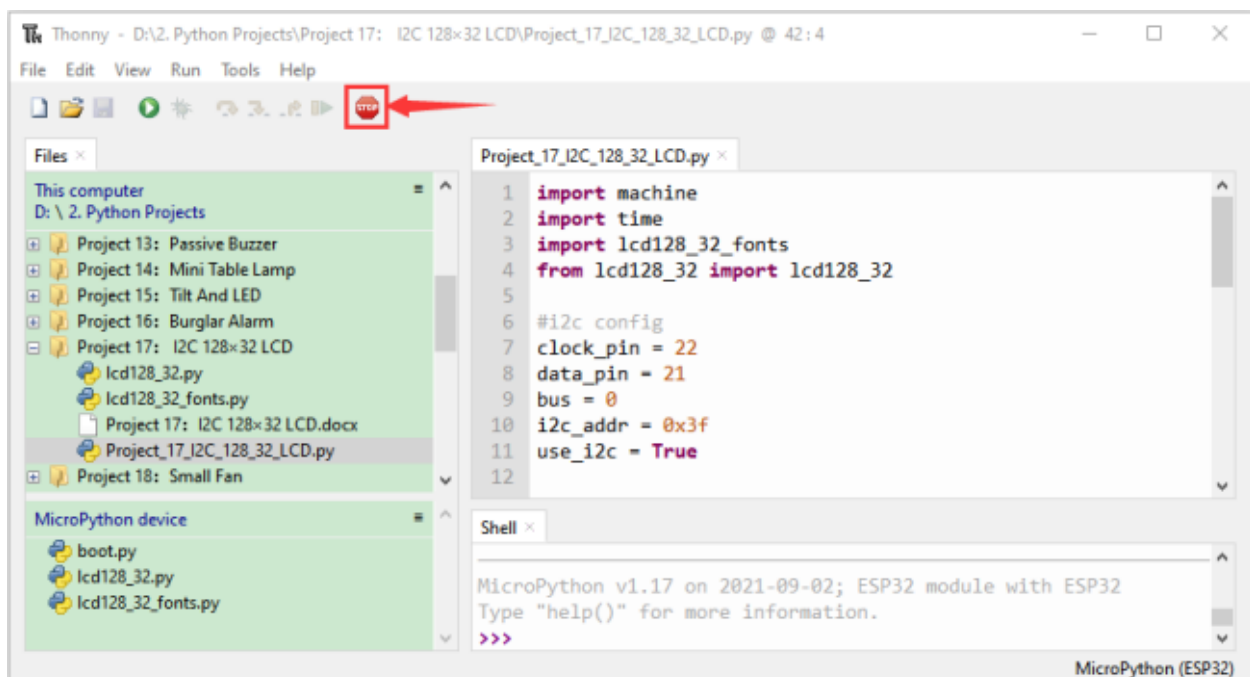 Thonny - D:\2. Python Projects\Project 17: I2C 128×32 LCD\Project_17_I2C_128_32_LCD.py @ 42:4
File Edit View Run Tools Help
STOP
Files
This computer
D: \ 2. Python Projects
Project 13: Passive Buzzer
Project 14: Mini Table Lamp
Project 15: Tilt And LED
Project 16: Burglar Alarm
Project 17: I2C 128×32 LCD
lcd128_32.py
lcd128_32_fonts.py
Project 17: I2C 128×32 LCD.docx
Project_17_I2C_128_32_LCD.py
Project 18: Small Fan
MicroPython device
boot.py
lcd128_32.py
lcd128_32_fonts.py
Project_17_I2C_128_32_LCD.py
1 import machine
2 import time
3 import lcd128_32_fonts
4 from lcd128_32 import lcd128_32
5
6 #i2c config
7 clock_pin = 22
8 data_pin = 21
9 bus = 0
10 i2c_addr = 0x3f
11 use_i2c = True
12
Shell
MicroPython v1.17 on 2021-09-02; ESP32 module with ESP32
Type "help()" for more information.
>>>
MicroPython (ESP32)